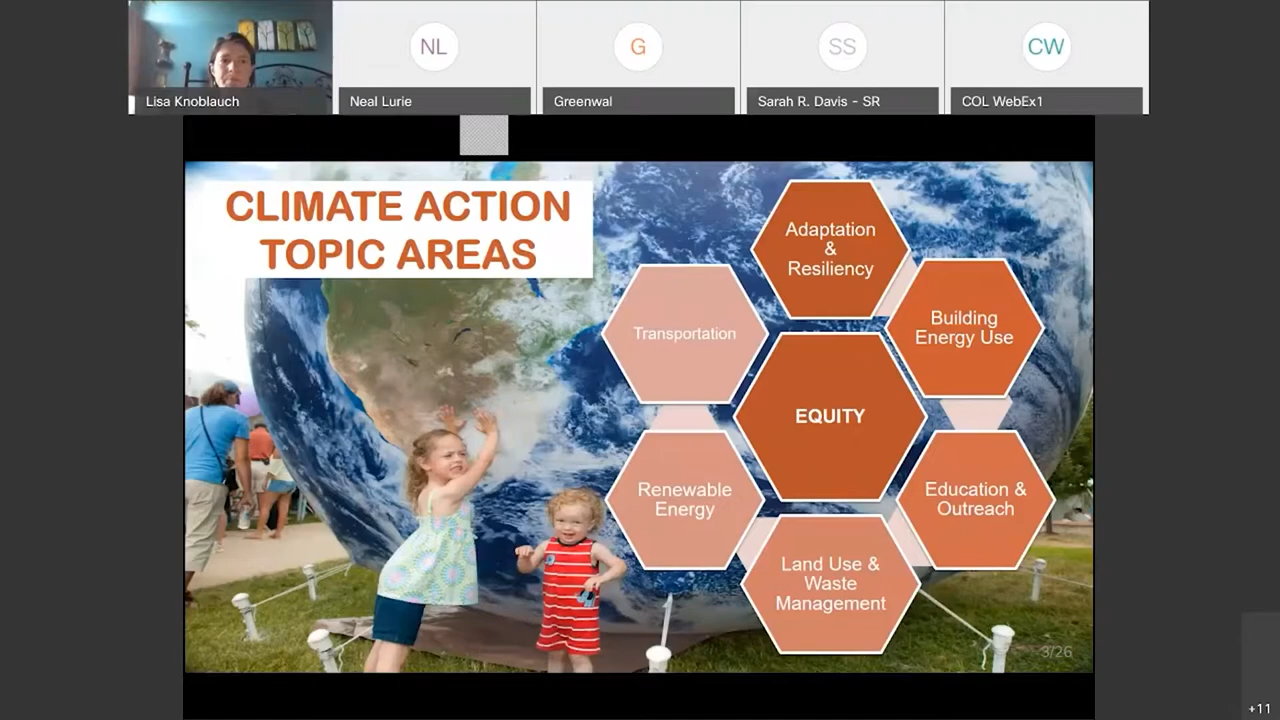 NL
G
SS
CW
Lisa Knoblauch
Neal Lurie
Greenwal
Sarah R. Davis - SR
COL WebEx1
CLIMATE ACTION
TOPIC AREAS
Adaptation
&
Resiliency
Building
Energy Use
Transportation
EQUITY
Renewable
Energy
Education &
Outreach
Land Use &
Waste
Management
3/26
+11